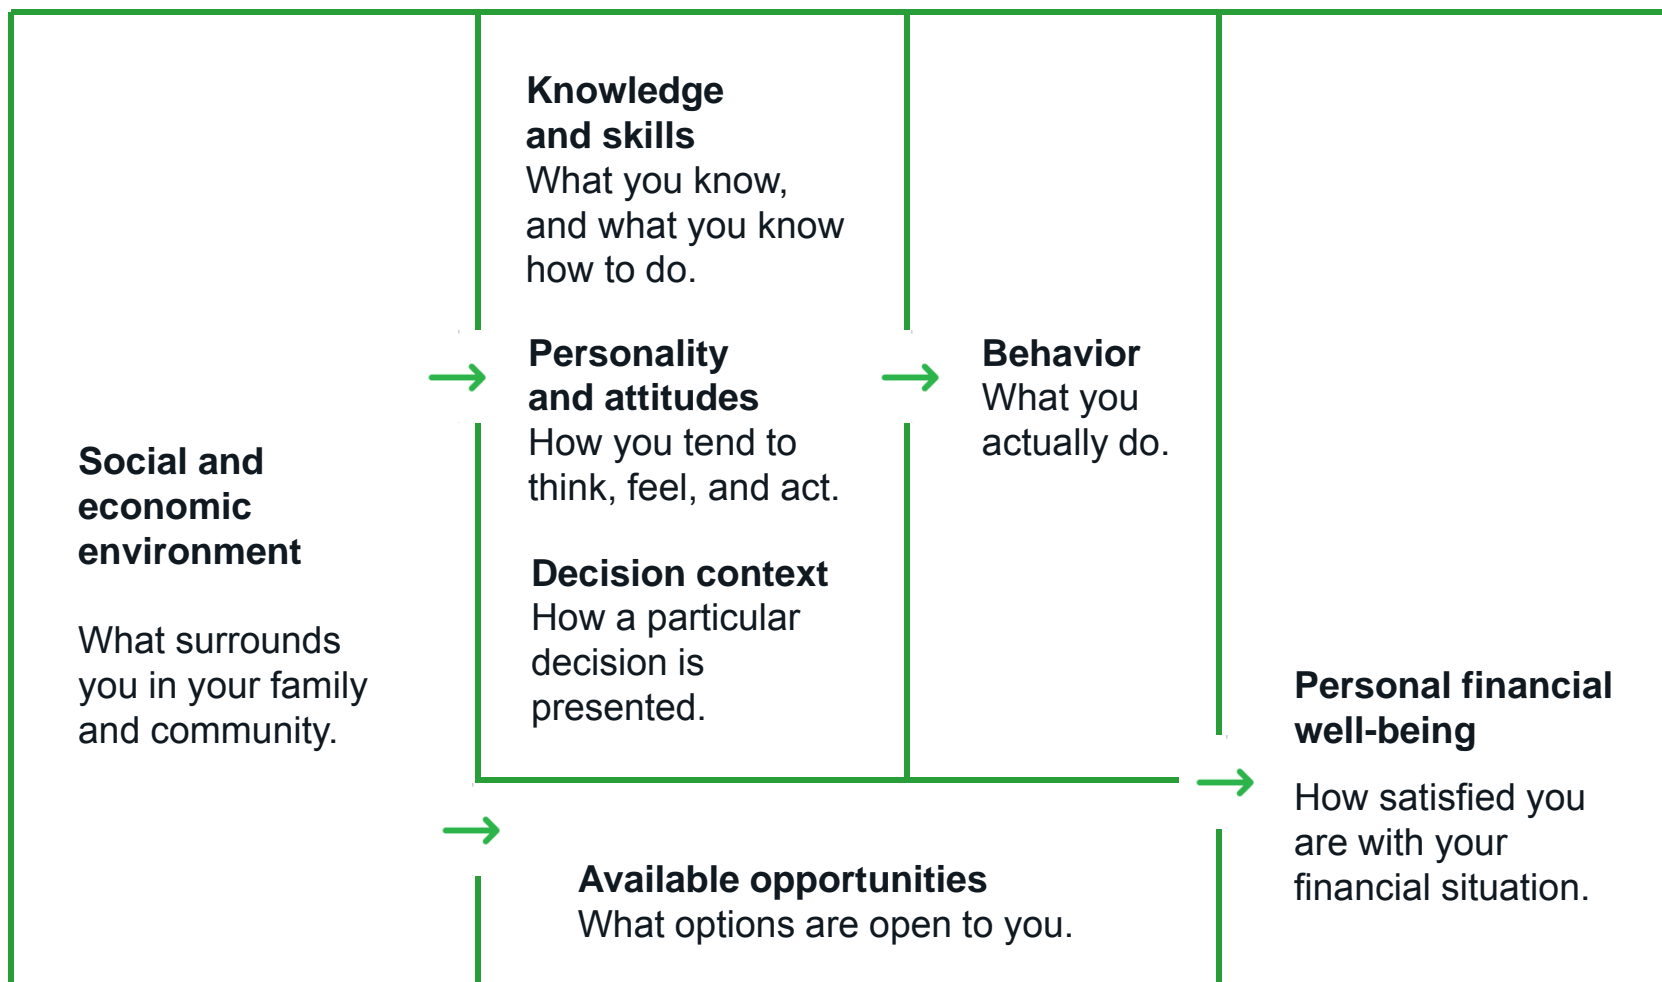 Social and
economic
environment
What surrounds
you in your family
and community.
Knowledge
and skills
What you know,
and what you know
how to do.
Personality
and attitudes
How you tend to
think, feel, and act.
Decision context
How a particular
decision is
presented.
Behavior
What you
actually do.
Available opportunities
What options are open to you.
Personal financial
well-being
How satisfied you
are with your
financial situation.